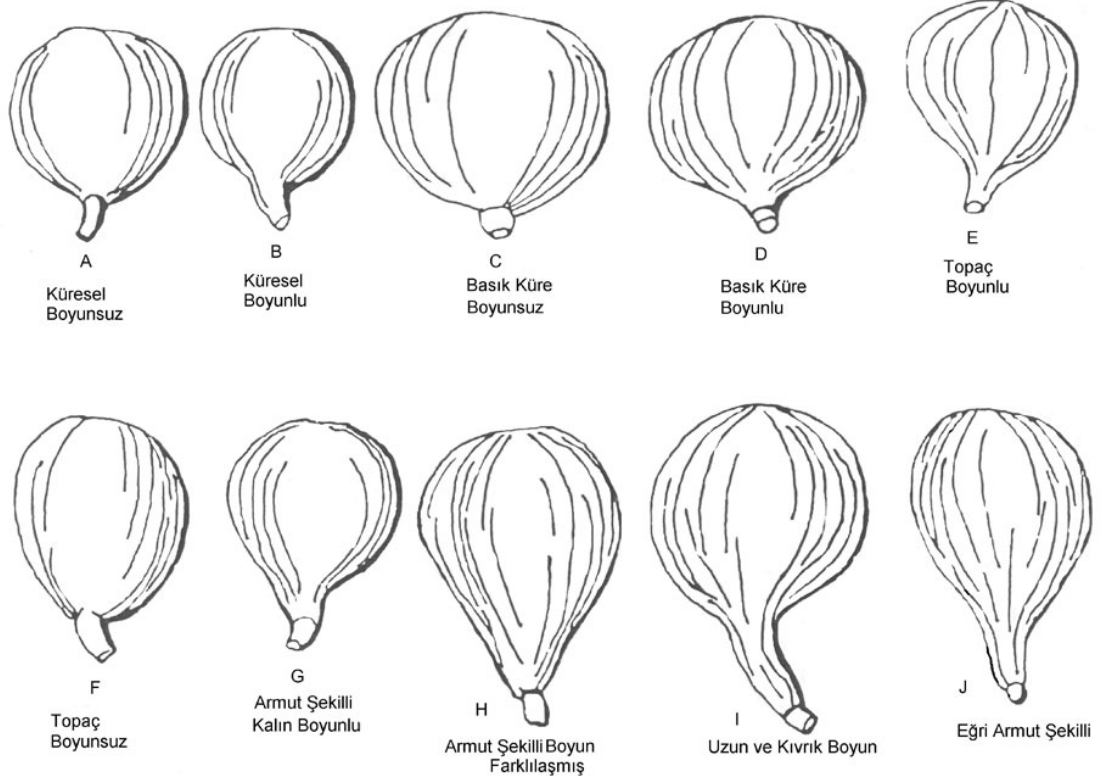 A
Küresel
Boyunsuz
B
Küresel
Boyunlu
C
Basık Küre
Boyunsuz
D
Basık Küre
Boyunlu
E
Topaç
Boyunlu
F
Topaç
Boyunsuz
G
Armut Şekilli
Kalın Boyunlu
H
Armut Şekilli Boyun
Farklılaşmış
I
Uzun ve Kıvrık Boyun
J
Eğri Armut Şekilli